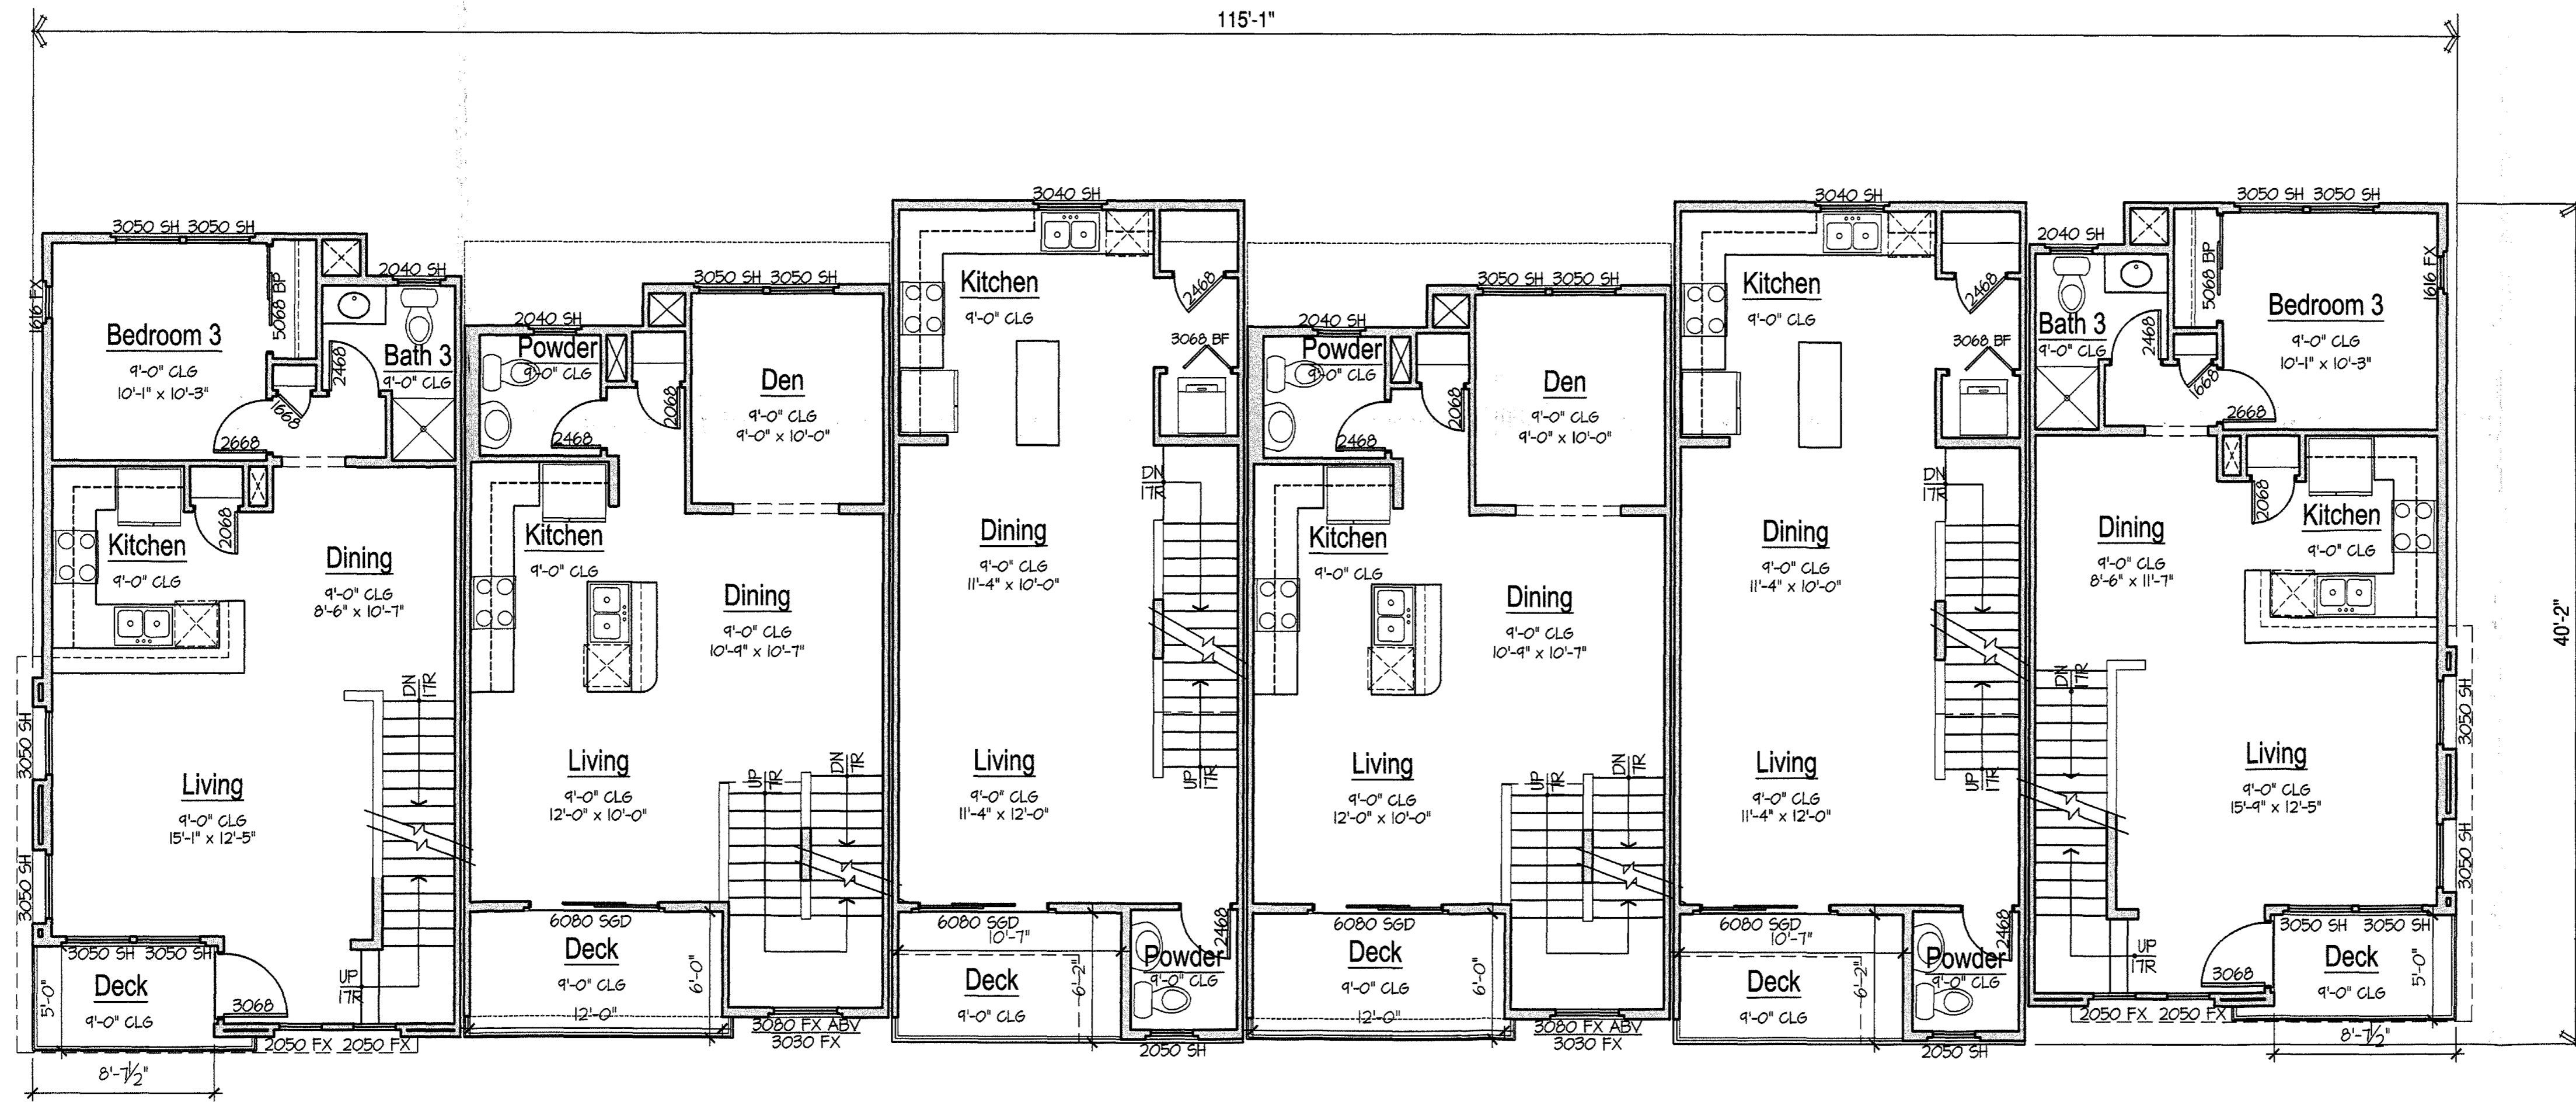 115'-1"
40'-2"
3050 SH 3050 SH
1616 FX
5068 BP
2040 SH
Bedroom 3
9'-0" CLG
10'-1" x 10'-3"
2468
Bath 3
9'-0" CLG
1668
2668
2068
Kitchen
9'-0" CLG
Dining
9'-0" CLG
8'-6" x 10'-7"
DN
17R
3050 SH
Living
9'-0" CLG
15'-1" x 12'-5"
3050 SH
3050 SH 3050 SH
UP
17R
Deck
9'-0" CLG
5'-0"
3068
2050 FX 2050 FX
8'-7 1/2"
3050 SH 3050 SH
2040 SH
Powder
9'-0" CLG
2068
2468
Den
9'-0" CLG
9'-0" x 10'-0"
Kitchen
9'-0" CLG
Dining
9'-0" CLG
10'-9" x 10'-7"
Living
9'-0" CLG
12'-0" x 10'-0"
UP
17R
DN
17R
6080 SGD
Deck
9'-0" CLG
12'-0"
6'-0"
3080 FX ABV
3030 FX
3040 SH
Kitchen
9'-0" CLG
2468
3068 BF
DN
17R
Dining
9'-0" CLG
11'-4" x 10'-0"
Living
9'-0" CLG
11'-4" x 12'-0"
UP
17R
6080 SGD
10'-7"
Deck
9'-0" CLG
6'-2"
2468
Powder
9'-0" CLG
2050 SH
3050 SH 3050 SH
2040 SH
Powder
9'-0" CLG
2068
2468
Den
9'-0" CLG
9'-0" x 10'-0"
Kitchen
9'-0" CLG
Dining
9'-0" CLG
10'-9" x 10'-7"
Living
9'-0" CLG
12'-0" x 10'-0"
UP
17R
DN
17R
6080 SGD
Deck
9'-0" CLG
12'-0"
6'-0"
3080 FX ABV
3030 FX
3040 SH
Kitchen
9'-0" CLG
2468
3068 BF
DN
17R
Dining
9'-0" CLG
11'-4" x 10'-0"
Living
9'-0" CLG
11'-4" x 12'-0"
UP
17R
6080 SGD
10'-7"
Deck
9'-0" CLG
6'-2"
2468
Powder
9'-0" CLG
2050 SH
3050 SH 3050 SH
2040 SH
5068 BP
1616 FX
Bedroom 3
9'-0" CLG
10'-1" x 10'-3"
Bath 3
9'-0" CLG
2468
1668
2668
2068
Dining
9'-0" CLG
8'-6" x 11'-7"
Kitchen
9'-0" CLG
DN
17R
3050 SH
Living
9'-0" CLG
15'-9" x 12'-5"
3050 SH
3050 SH 3050 SH
UP
17R
3068
Deck
9'-0" CLG
5'-0"
2050 FX 2050 FX
8'-7 1/2"